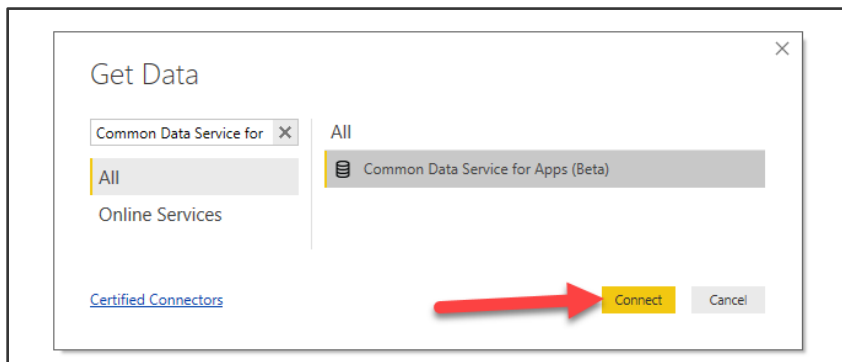 Get Data
Common Data Service for
All
Online Services
All
Common Data Service for Apps (Beta)
Certified Connectors
Connect
Cancel